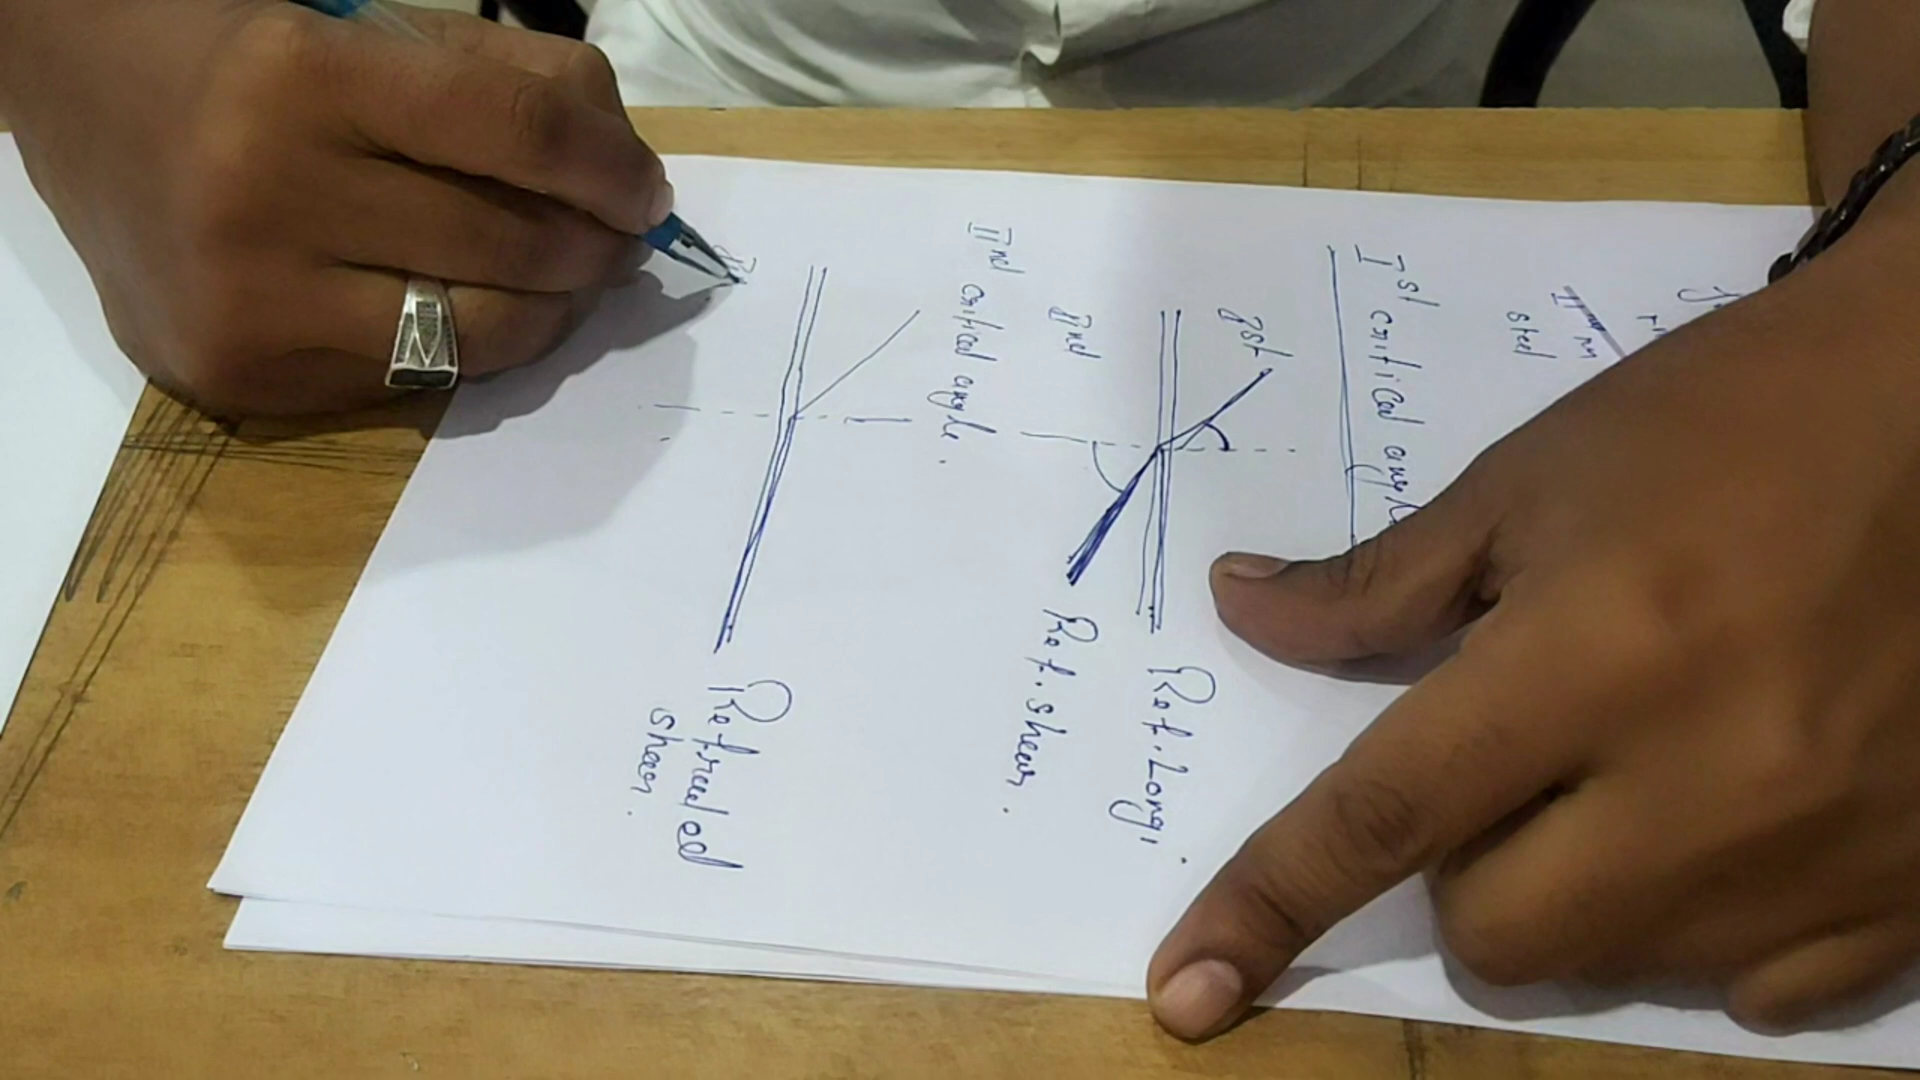 steel
Ist critical angle
Ist
IInd
Ref. Longi.
Ref. shear.
IInd critical angle.
Refracted
shear.